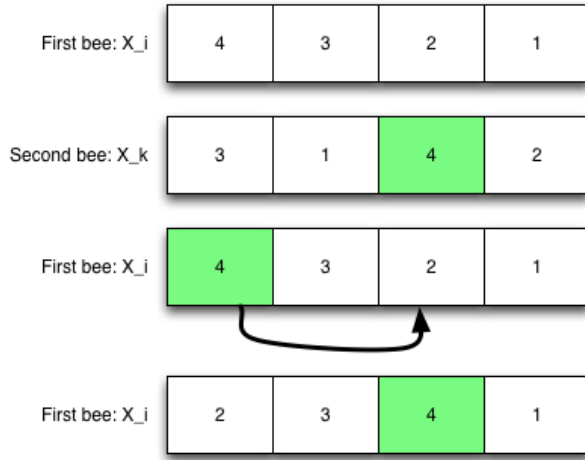 First bee: X_i 4 3 2 1
Second bee: X_k 3 1 4 2
First bee: X_i 4 3 2 1
First bee: X_i 2 3 4 1